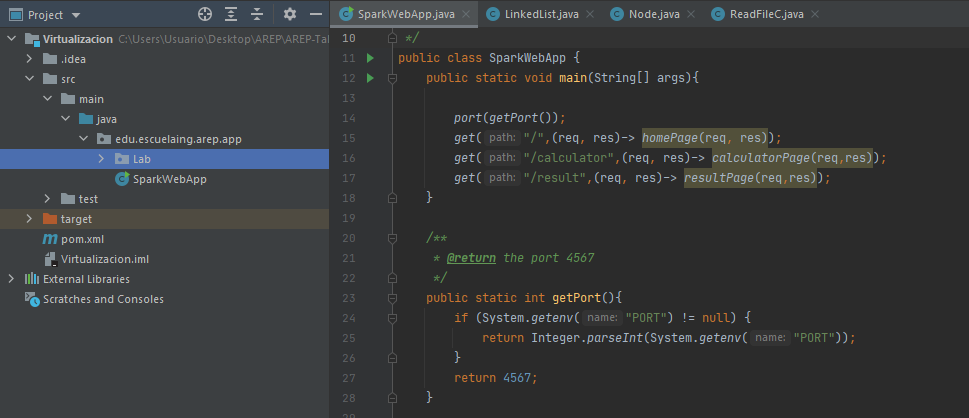 Project
Virtualizacion C:\Users\Usuario\Desktop\AREP\AREP-Tal
.idea
src
main
java
edu.escuelaing.arep.app
Lab
SparkWebApp
test
target
pom.xml
Virtualizacion.iml
External Libraries
Scratches and Consoles
SparkWebApp.java LinkedList.java Node.java ReadFileC.java
10 */
11 public class SparkWebApp {
12 public static void main(String[] args){
13
14 port(getPort());
15 get( path: "/",(req, res)-> homePage(req, res));
16 get( path: "/calculator",(req, res)-> calculatorPage(req,res));
17 get( path: "/result",(req, res)-> resultPage(req,res));
18 }
19
20 /**
21 * @return the port 4567
22 */
23 public static int getPort(){
24 if (System.getenv( name: "PORT") != null) {
25 return Integer.parseInt(System.getenv( name: "PORT"));
26 }
27 return 4567;
28 }